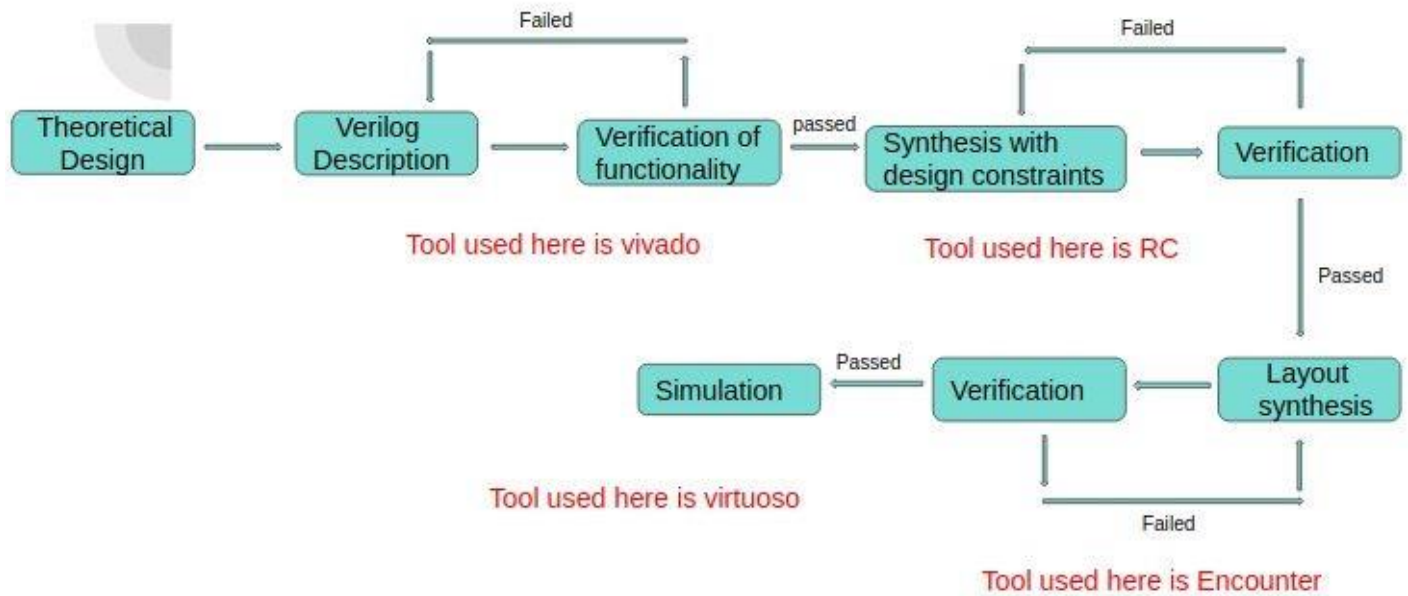 Failed
Failed
Theoretical
Design
Verilog
Description
Verification of
functionality
passed
Synthesis with
design constraints
Verification
Tool used here is vivado
Tool used here is RC
Passed
Layout
synthesis
Verification
Passed
Simulation
Failed
Tool used here is virtuoso
Tool used here is Encounter